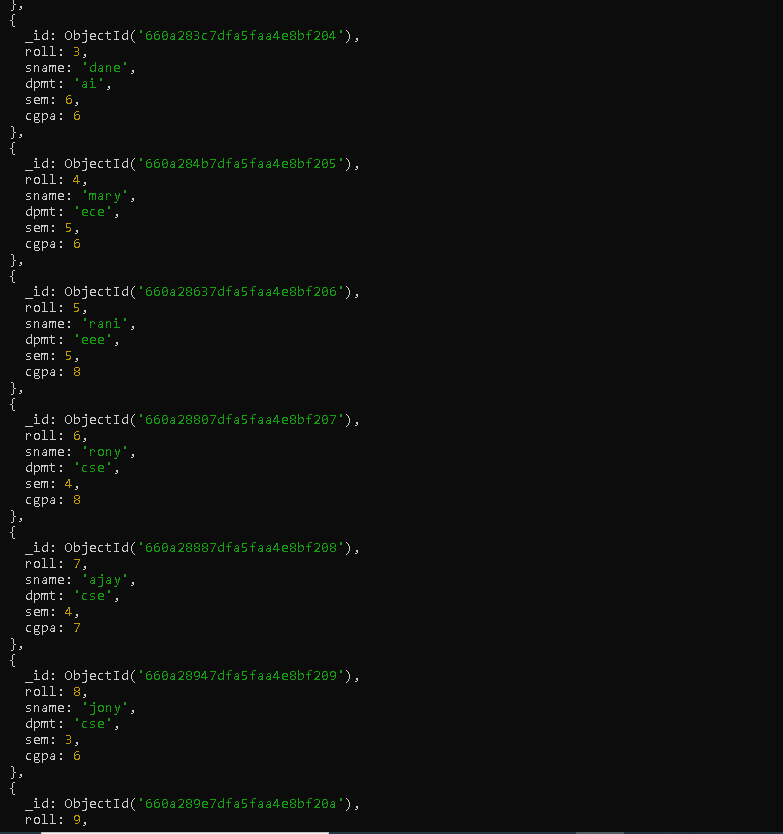 },
{
_id: ObjectId('660a283c7dfa5faa4e8bf204'),
roll: 3,
sname: 'dane',
dpmt: 'ai',
sem: 6,
cgpa: 6
},
{
_id: ObjectId('660a284b7dfa5faa4e8bf205'),
roll: 4,
sname: 'mary',
dpmt: 'ece',
sem: 5,
cgpa: 6
},
{
_id: ObjectId('660a28637dfa5faa4e8bf206'),
roll: 5,
sname: 'rani',
dpmt: 'eee',
sem: 5,
cgpa: 8
},
{
_id: ObjectId('660a28807dfa5faa4e8bf207'),
roll: 6,
sname: 'rony',
dpmt: 'cse',
sem: 4,
cgpa: 8
},
{
_id: ObjectId('660a28887dfa5faa4e8bf208'),
roll: 7,
sname: 'ajay',
dpmt: 'cse',
sem: 4,
cgpa: 7
},
{
_id: ObjectId('660a28947dfa5faa4e8bf209'),
roll: 8,
sname: 'jony',
dpmt: 'cse',
sem: 3,
cgpa: 6
},
{
_id: ObjectId('660a289e7dfa5faa4e8bf20a'),
roll: 9,